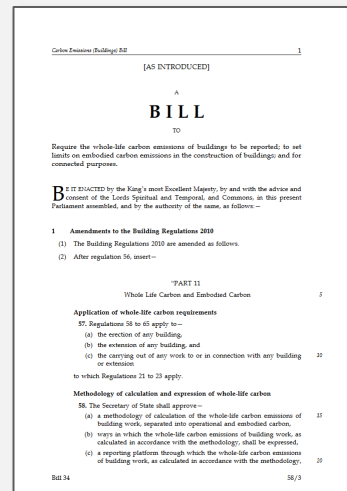 Carbon Emissions (Buildings) Bill 1
[AS INTRODUCED]
A
BILL
TO
Require the whole-life carbon emissions of buildings to be reported; to set
limits on embodied carbon emissions in the construction of buildings; and for
connected purposes.
BE IT ENACTED by the King's most Excellent Majesty, by and with the advice and
consent of the Lords Spiritual and Temporal, and Commons, in this present
Parliament assembled, and by the authority of the same, as follows:—
1 Amendments to the Building Regulations 2010
(1) The Building Regulations 2010 are amended as follows.
(2) After regulation 56, insert—
"PART 11
Whole Life Carbon and Embodied Carbon 5
Application of whole-life carbon requirements
57. Regulations 58 to 65 apply to—
(a) the erection of any building,
(b) the extension of any building, and
(c) the carrying out of any work to or in connection with any building 10
or extension
to which Regulations 21 to 23 apply.
Methodology of calculation and expression of whole-life carbon
58. The Secretary of State shall approve—
(a) a methodology of calculation of the whole-life carbon emissions of 15
building work, separated into operational and embodied carbon,
(b) ways in which the whole-life carbon emissions of building work, as
calculated in accordance with the methodology, shall be expressed,
(c) a reporting platform through which the whole-life carbon emissions
of building work, as calculated in accordance with the methodology, 20
Bill 34 58/3